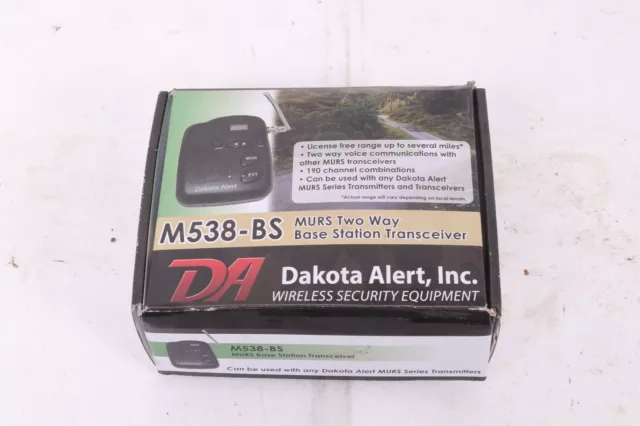 • License free range up to several miles*
• Two way voice communications with
other MURS transceivers
• 190 channel combinations
• Can be used with any Dakota Alert
MURS Series Transmitters and Transceivers
*Actual range will vary depending on local terrain.
Dakota Alert
M538-BS
MURS Two Way
Base Station Transceiver
DA
Dakota Alert, Inc.
WIRELESS SECURITY EQUIPMENT
M538-BS
MURS Base Station Transceiver
Can be used with any Dakota Alert MURS Series Transmitters